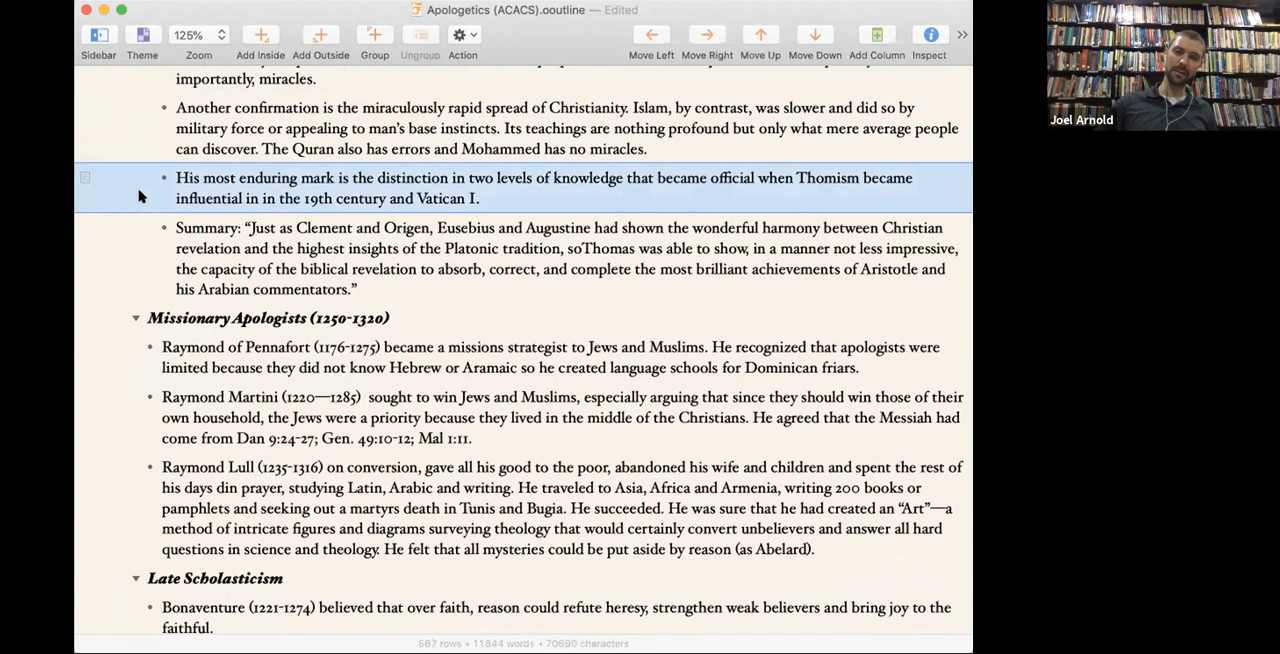 Apologetics (ACACS).ooutline — Edited
125%
Sidebar Theme Zoom Add Inside Add Outside Group Ungroup Action Move Left Move Right Move Up Move Down Add Column Inspect
importantly, miracles.
• Another confirmation is the miraculously rapid spread of Christianity. Islam, by contrast, was slower and did so by
military force or appealing to man’s base instincts. Its teachings are nothing profound but only what mere average people
can discover. The Quran also has errors and Mohammed has no miracles.
• His most enduring mark is the distinction in two levels of knowledge that became official when Thomism became
influential in in the 19th century and Vatican I.
• Summary: “Just as Clement and Origen, Eusebius and Augustine had shown the wonderful harmony between Christian
revelation and the highest insights of the Platonic tradition, soThomas was able to show, in a manner not less impressive,
the capacity of the biblical revelation to absorb, correct, and complete the most brilliant achievements of Aristotle and
his Arabian commentators.”
Missionary Apologists (1250-1320)
• Raymond of Pennafort (1176-1275) became a missions strategist to Jews and Muslims. He recognized that apologists were
limited because they did not know Hebrew or Aramaic so he created language schools for Dominican friars.
• Raymond Martini (1220—1285) sought to win Jews and Muslims, especially arguing that since they should win those of their
own household, the Jews were a priority because they lived in the middle of the Christians. He agreed that the Messiah had
come from Dan 9:24-27; Gen. 49:10-12; Mal 1:11.
• Raymond Lull (1235-1316) on conversion, gave all his good to the poor, abandoned his wife and children and spent the rest of
his days din prayer, studying Latin, Arabic and writing. He traveled to Asia, Africa and Armenia, writing 200 books or
pamphlets and seeking out a martyrs death in Tunis and Bugia. He succeeded. He was sure that he had created an “Art”—a
method of intricate figures and diagrams surveying theology that would certainly convert unbelievers and answer all hard
questions in science and theology. He felt that all mysteries could be put aside by reason (as Abelard).
Late Scholasticism
• Bonaventure (1221-1274) believed that over faith, reason could refute heresy, strengthen weak believers and bring joy to the
faithful.
567 rows • 11844 words • 70690 characters
Joel Arnold